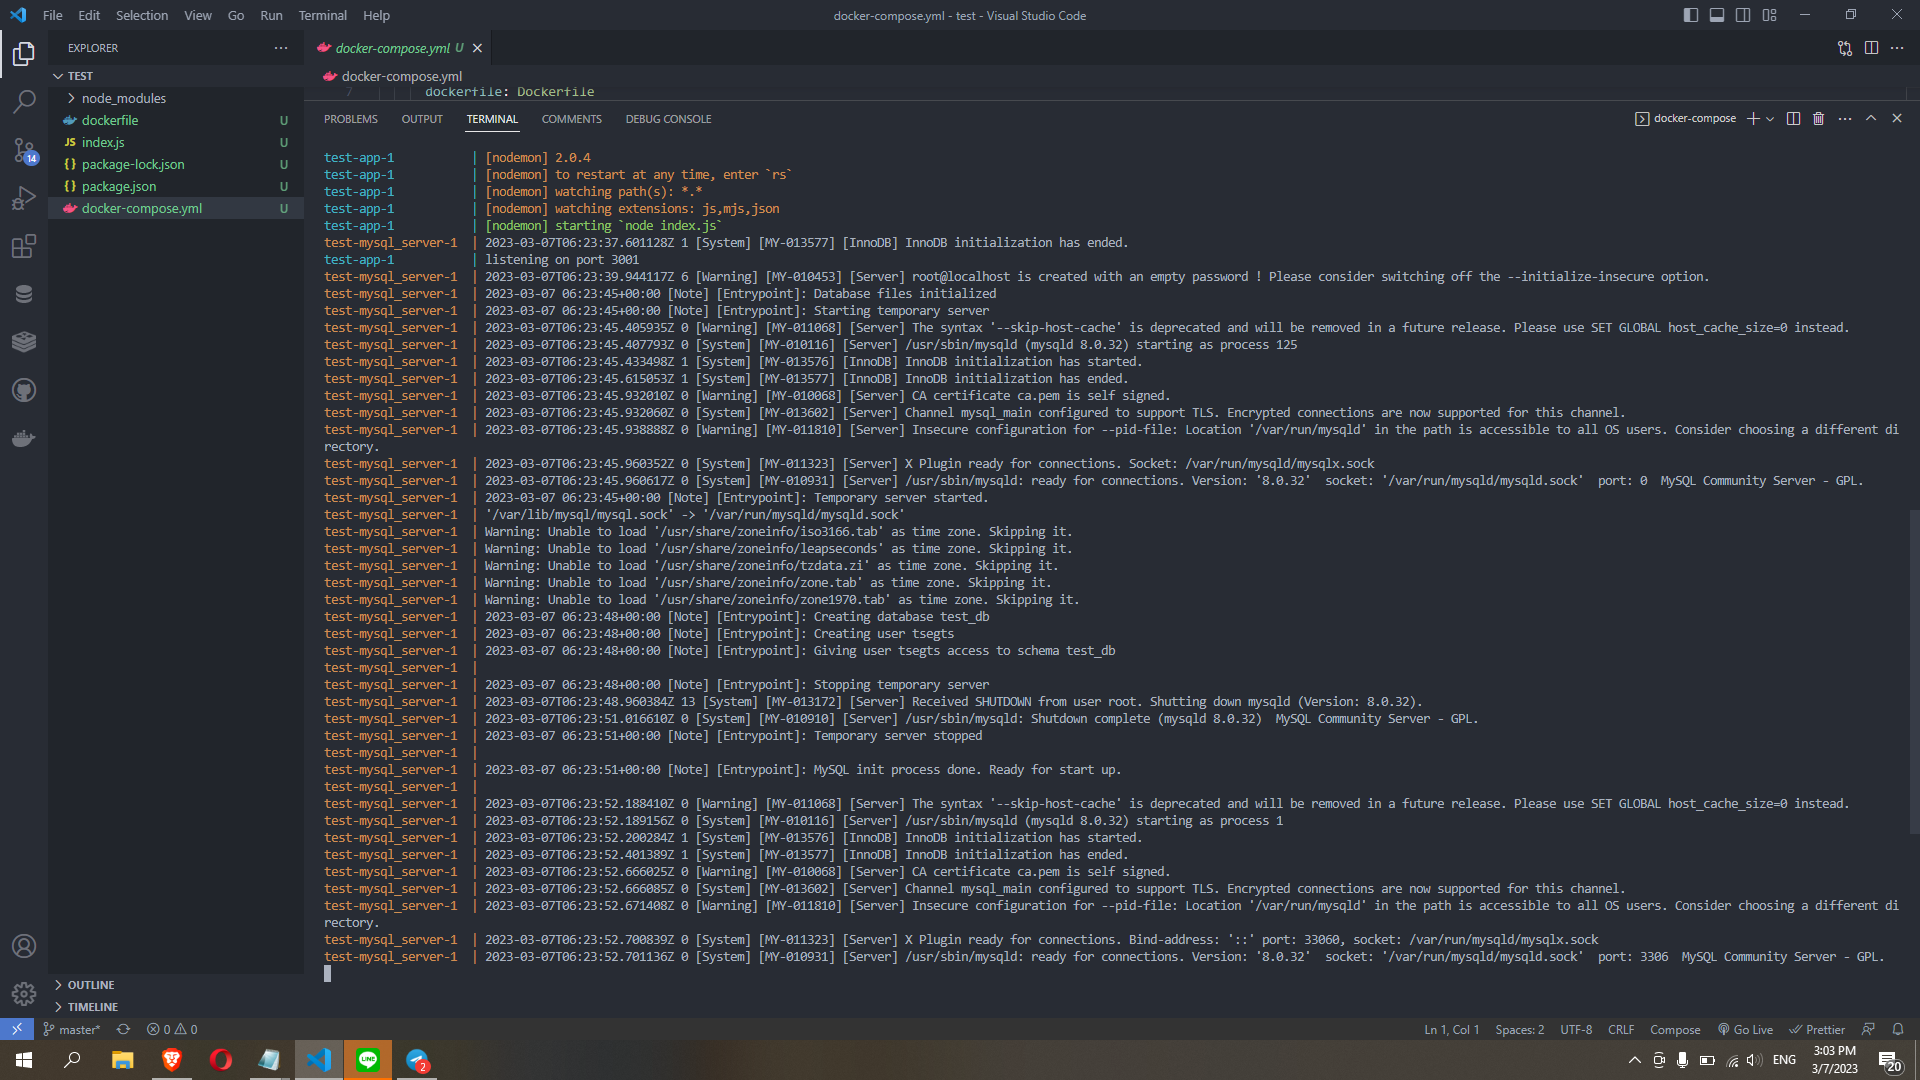 File Edit Selection View Go Run Terminal Help
docker-compose.yml - test - Visual Studio Code
EXPLORER
docker-compose.yml U
TEST
docker-compose.yml
node_modules
7 dockerfile: Dockerfile
dockerfile U
index.js U
package-lock.json U
package.json U
docker-compose.yml U
14
PROBLEMS OUTPUT TERMINAL COMMENTS DEBUG CONSOLE
docker-compose
test-app-1 | [nodemon] 2.0.4
test-app-1 | [nodemon] to restart at any time, enter `rs`
test-app-1 | [nodemon] watching path(s): *.*
test-app-1 | [nodemon] watching extensions: js,mjs,json
test-app-1 | [nodemon] starting `node index.js`
test-mysql_server-1 | 2023-03-07T06:23:37.601128Z 1 [System] [MY-013577] [InnoDB] InnoDB initialization has ended.
test-app-1 | listening on port 3001
test-mysql_server-1 | 2023-03-07T06:23:39.944117Z 6 [Warning] [MY-010453] [Server] root@localhost is created with an empty password ! Please consider switching off the --initialize-insecure option.
test-mysql_server-1 | 2023-03-07 06:23:45+00:00 [Note] [Entrypoint]: Database files initialized
test-mysql_server-1 | 2023-03-07 06:23:45+00:00 [Note] [Entrypoint]: Starting temporary server
test-mysql_server-1 | 2023-03-07T06:23:45.405935Z 0 [Warning] [MY-011068] [Server] The syntax '--skip-host-cache' is deprecated and will be removed in a future release. Please use SET GLOBAL host_cache_size=0 instead.
test-mysql_server-1 | 2023-03-07T06:23:45.407793Z 0 [System] [MY-010116] [Server] /usr/sbin/mysqld (mysqld 8.0.32) starting as process 125
test-mysql_server-1 | 2023-03-07T06:23:45.433498Z 1 [System] [MY-013576] [InnoDB] InnoDB initialization has started.
test-mysql_server-1 | 2023-03-07T06:23:45.615053Z 1 [System] [MY-013577] [InnoDB] InnoDB initialization has ended.
test-mysql_server-1 | 2023-03-07T06:23:45.932010Z 0 [Warning] [MY-010068] [Server] CA certificate ca.pem is self signed.
test-mysql_server-1 | 2023-03-07T06:23:45.932060Z 0 [System] [MY-013602] [Server] Channel mysql_main configured to support TLS. Encrypted connections are now supported for this channel.
test-mysql_server-1 | 2023-03-07T06:23:45.938888Z 0 [Warning] [MY-011810] [Server] Insecure configuration for --pid-file: Location '/var/run/mysqld' in the path is accessible to all OS users. Consider choosing a different di
rectory.
test-mysql_server-1 | 2023-03-07T06:23:45.960352Z 0 [System] [MY-011323] [Server] X Plugin ready for connections. Socket: /var/run/mysqld/mysqlx.sock
test-mysql_server-1 | 2023-03-07T06:23:45.960617Z 0 [System] [MY-010931] [Server] /usr/sbin/mysqld: ready for connections. Version: '8.0.32'  socket: '/var/run/mysqld/mysqld.sock'  port: 0  MySQL Community Server - GPL.
test-mysql_server-1 | 2023-03-07 06:23:45+00:00 [Note] [Entrypoint]: Temporary server started.
test-mysql_server-1 | '/var/lib/mysql/mysql.sock' -> '/var/run/mysqld/mysqld.sock'
test-mysql_server-1 | Warning: Unable to load '/usr/share/zoneinfo/iso3166.tab' as time zone. Skipping it.
test-mysql_server-1 | Warning: Unable to load '/usr/share/zoneinfo/leapseconds' as time zone. Skipping it.
test-mysql_server-1 | Warning: Unable to load '/usr/share/zoneinfo/tzdata.zi' as time zone. Skipping it.
test-mysql_server-1 | Warning: Unable to load '/usr/share/zoneinfo/zone.tab' as time zone. Skipping it.
test-mysql_server-1 | Warning: Unable to load '/usr/share/zoneinfo/zone1970.tab' as time zone. Skipping it.
test-mysql_server-1 | 2023-03-07 06:23:48+00:00 [Note] [Entrypoint]: Creating database test_db
test-mysql_server-1 | 2023-03-07 06:23:48+00:00 [Note] [Entrypoint]: Creating user tsegts
test-mysql_server-1 | 2023-03-07 06:23:48+00:00 [Note] [Entrypoint]: Giving user tsegts access to schema test_db
test-mysql_server-1 |
test-mysql_server-1 | 2023-03-07 06:23:48+00:00 [Note] [Entrypoint]: Stopping temporary server
test-mysql_server-1 | 2023-03-07T06:23:48.960384Z 13 [System] [MY-013172] [Server] Received SHUTDOWN from user root. Shutting down mysqld (Version: 8.0.32).
test-mysql_server-1 | 2023-03-07T06:23:51.016610Z 0 [System] [MY-010910] [Server] /usr/sbin/mysqld: Shutdown complete (mysqld 8.0.32)  MySQL Community Server - GPL.
test-mysql_server-1 | 2023-03-07 06:23:51+00:00 [Note] [Entrypoint]: Temporary server stopped
test-mysql_server-1 |
test-mysql_server-1 | 2023-03-07 06:23:51+00:00 [Note] [Entrypoint]: MySQL init process done. Ready for start up.
test-mysql_server-1 |
test-mysql_server-1 | 2023-03-07T06:23:52.188410Z 0 [Warning] [MY-011068] [Server] The syntax '--skip-host-cache' is deprecated and will be removed in a future release. Please use SET GLOBAL host_cache_size=0 instead.
test-mysql_server-1 | 2023-03-07T06:23:52.189156Z 0 [System] [MY-010116] [Server] /usr/sbin/mysqld (mysqld 8.0.32) starting as process 1
test-mysql_server-1 | 2023-03-07T06:23:52.200284Z 1 [System] [MY-013576] [InnoDB] InnoDB initialization has started.
test-mysql_server-1 | 2023-03-07T06:23:52.401389Z 1 [System] [MY-013577] [InnoDB] InnoDB initialization has ended.
test-mysql_server-1 | 2023-03-07T06:23:52.666025Z 0 [Warning] [MY-010068] [Server] CA certificate ca.pem is self signed.
test-mysql_server-1 | 2023-03-07T06:23:52.666085Z 0 [System] [MY-013602] [Server] Channel mysql_main configured to support TLS. Encrypted connections are now supported for this channel.
test-mysql_server-1 | 2023-03-07T06:23:52.671408Z 0 [Warning] [MY-011810] [Server] Insecure configuration for --pid-file: Location '/var/run/mysqld' in the path is accessible to all OS users. Consider choosing a different di
rectory.
test-mysql_server-1 | 2023-03-07T06:23:52.700839Z 0 [System] [MY-011323] [Server] X Plugin ready for connections. Bind-address: '::' port: 33060, socket: /var/run/mysqld/mysqlx.sock
test-mysql_server-1 | 2023-03-07T06:23:52.701136Z 0 [System] [MY-010931] [Server] /usr/sbin/mysqld: ready for connections. Version: '8.0.32'  socket: '/var/run/mysqld/mysqld.sock'  port: 3306  MySQL Community Server - GPL.
OUTLINE
TIMELINE
master* 0 0
Ln 1, Col 1 Spaces: 2 UTF-8 CRLF Compose Go Live Prettier
LINE 2
ENG
3:03 PM
3/7/2023
20